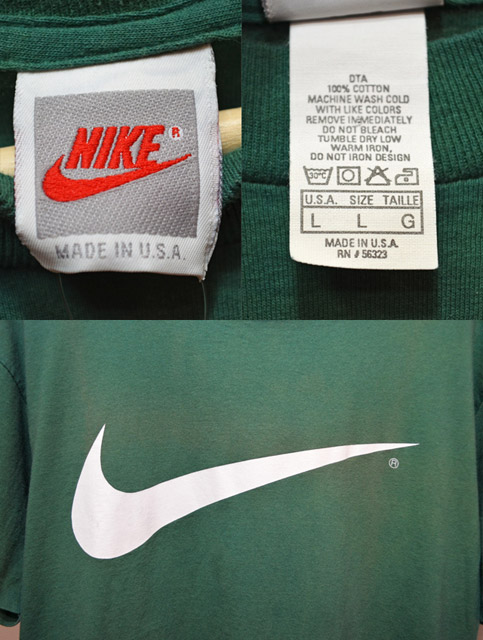 NIKE®
MADE IN U.S.A.
DTA
100% COTTON
MACHINE WASH COLD
WITH LIKE COLORS
REMOVE IMMEDIATELY
DO NOT BLEACH
TUMBLE DRY LOW
WARM IRON,
DO NOT IRON DESIGN
30°
U.S.A. SIZE TAILLE
L L G
MADE IN U.S.A.
RN # 56323
®